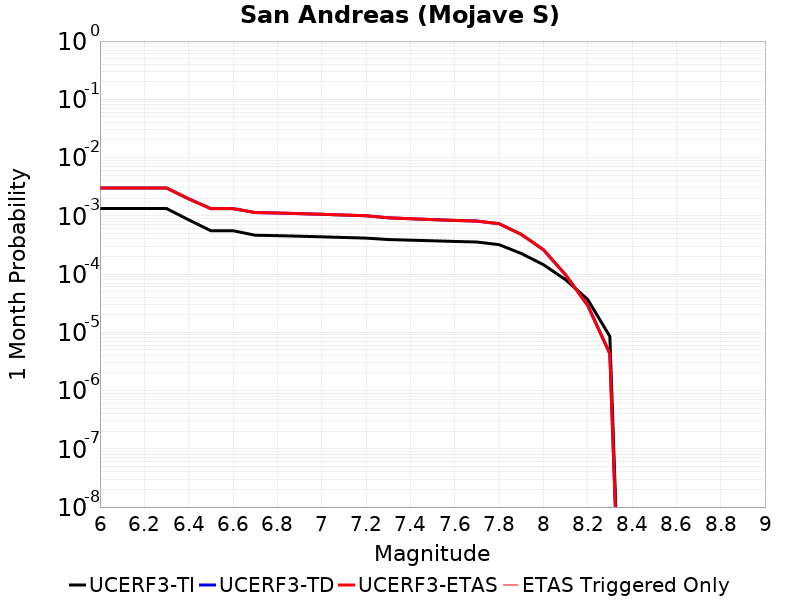 San Andreas (Mojave S)
1 Month Probability
10^0
10^-1
10^-2
10^-3
10^-4
10^-5
10^-6
10^-7
10^-8
6 6.2 6.4 6.6 6.8 7 7.2 7.4 7.6 7.8 8 8.2 8.4 8.6 8.8 9
Magnitude
UCERF3-TI UCERF3-TD UCERF3-ETAS ETAS Triggered Only